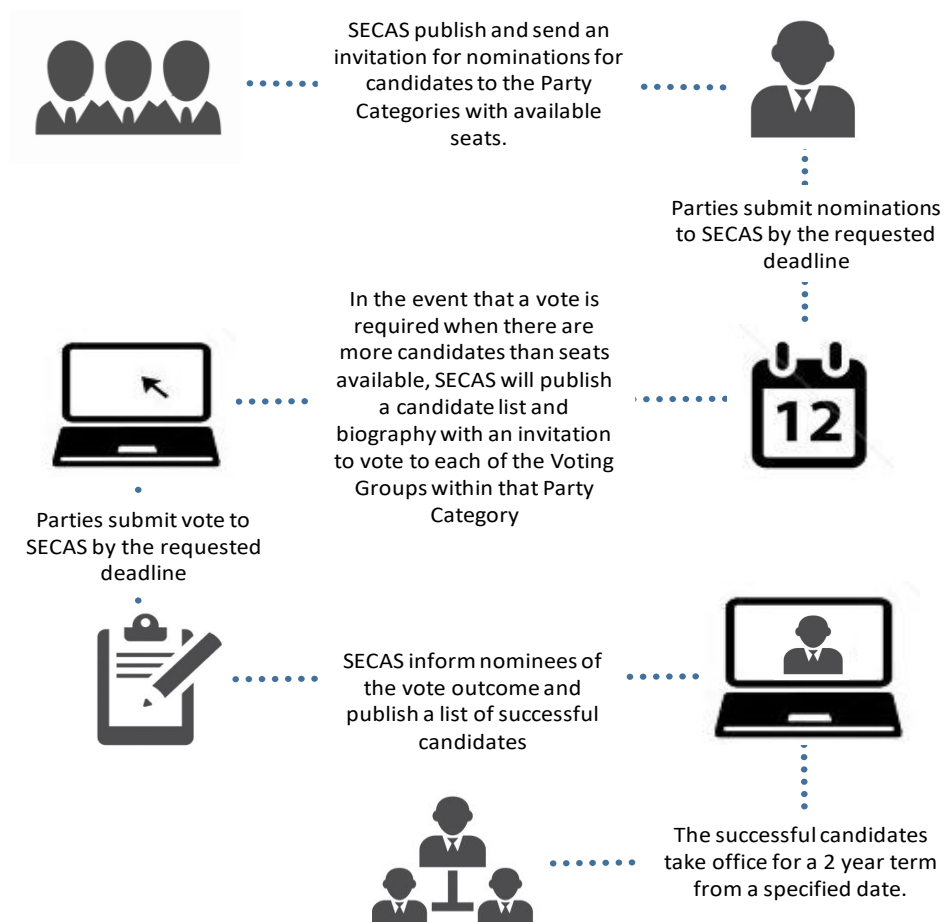 SECAS publish and send an
invitation for nominations for
candidates to the Party
Categories with available
seats.
Parties submit nominations
to SECAS by the requested
deadline
In the event that a vote is
required when there are
more candidates than seats
available, SECAS will publish
a candidate list and
biography with an invitation
to vote to each of the Voting
Groups within that Party
Category
12
Parties submit vote to
SECAS by the requested
deadline
SECAS inform nominees of
the vote outcome and
publish a list of successful
candidates
The successful candidates
take office for a 2 year term
from a specified date.